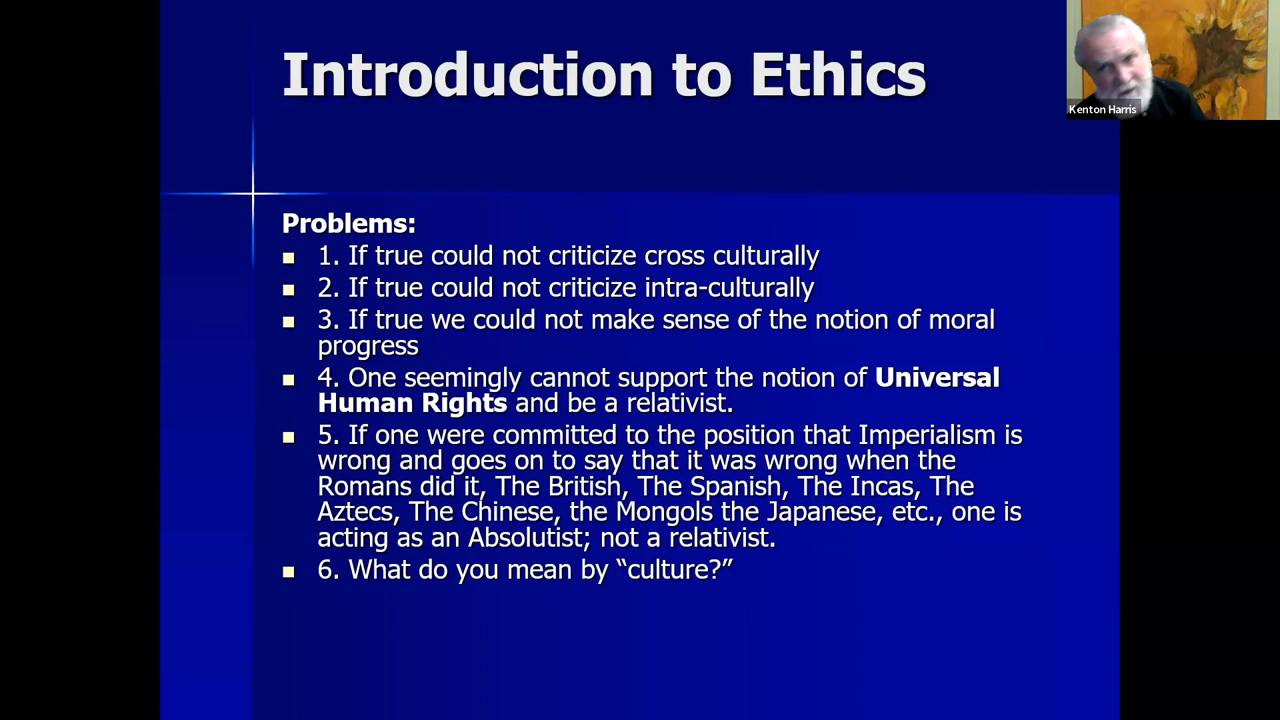 Introduction to Ethics
Kenton Harris
Problems:
1. If true could not criticize cross culturally
2. If true could not criticize intra-culturally
3. If true we could not make sense of the notion of moral
progress
4. One seemingly cannot support the notion of Universal
Human Rights and be a relativist.
5. If one were committed to the position that Imperialism is
wrong and goes on to say that it was wrong when the
Romans did it, The British, The Spanish, The Incas, The
Aztecs, The Chinese, the Mongols the Japanese, etc., one is
acting as an Absolutist; not a relativist.
6. What do you mean by “culture?”